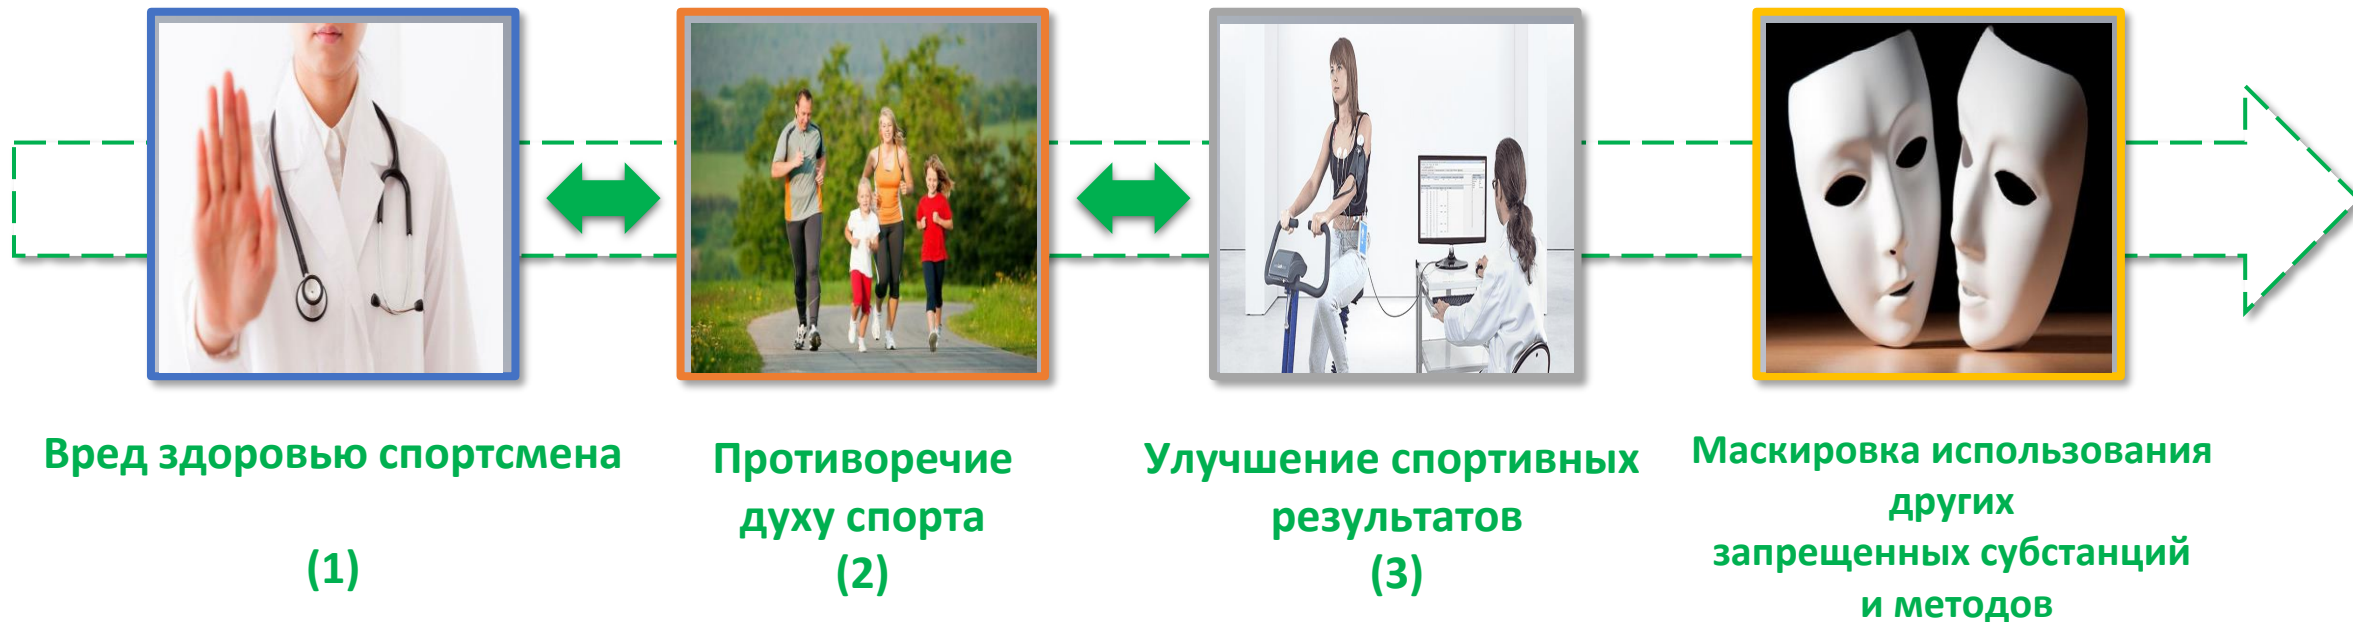 Вред здоровью спортсмена
(1)
Противоречие
духу спорта
(2)
Улучшение спортивных
результатов
(3)
Маскировка использования
других
запрещенных субстанций
и методов